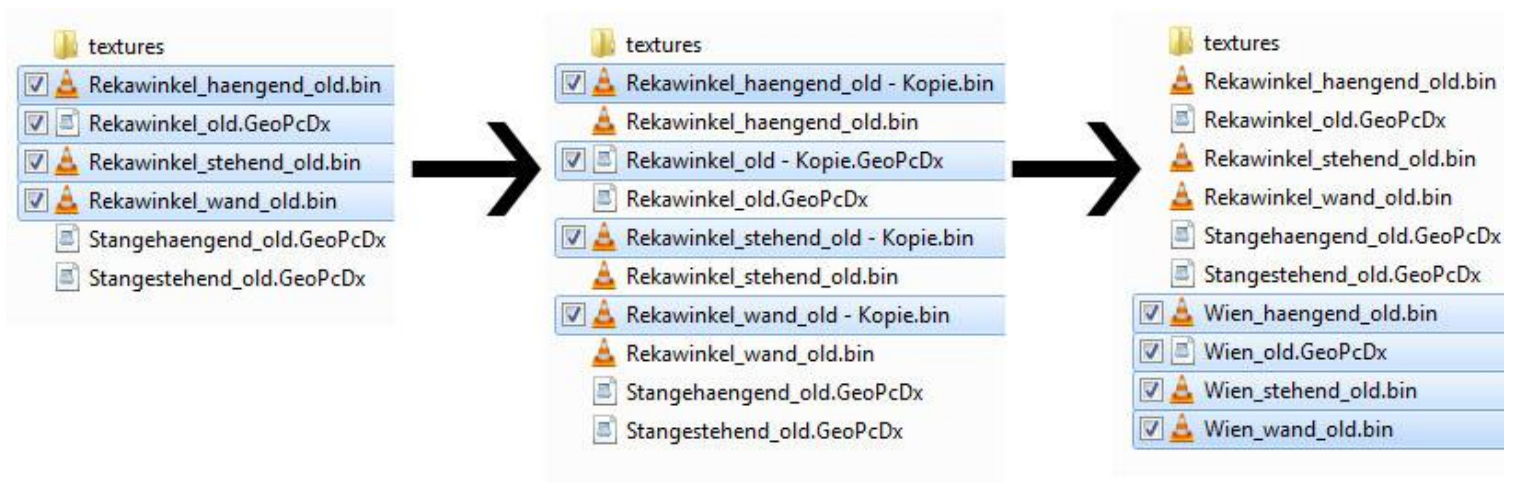 textures
Rekawinkel_haengend_old.bin
Rekawinkel_old.GeoPcDx
Rekawinkel_stehend_old.bin
Rekawinkel_wand_old.bin
Stangehaengend_old.GeoPcDx
Stangestehend_old.GeoPcDx
textures
Rekawinkel_haengend_old - Kopie.bin
Rekawinkel_haengend_old.bin
Rekawinkel_old - Kopie.GeoPcDx
Rekawinkel_old.GeoPcDx
Rekawinkel_stehend_old - Kopie.bin
Rekawinkel_stehend_old.bin
Rekawinkel_wand_old - Kopie.bin
Rekawinkel_wand_old.bin
Stangehaengend_old.GeoPcDx
Stangestehend_old.GeoPcDx
textures
Rekawinkel_haengend_old.bin
Rekawinkel_old.GeoPcDx
Rekawinkel_stehend_old.bin
Rekawinkel_wand_old.bin
Stangehaengend_old.GeoPcDx
Stangestehend_old.GeoPcDx
Wien_haengend_old.bin
Wien_old.GeoPcDx
Wien_stehend_old.bin
Wien_wand_old.bin